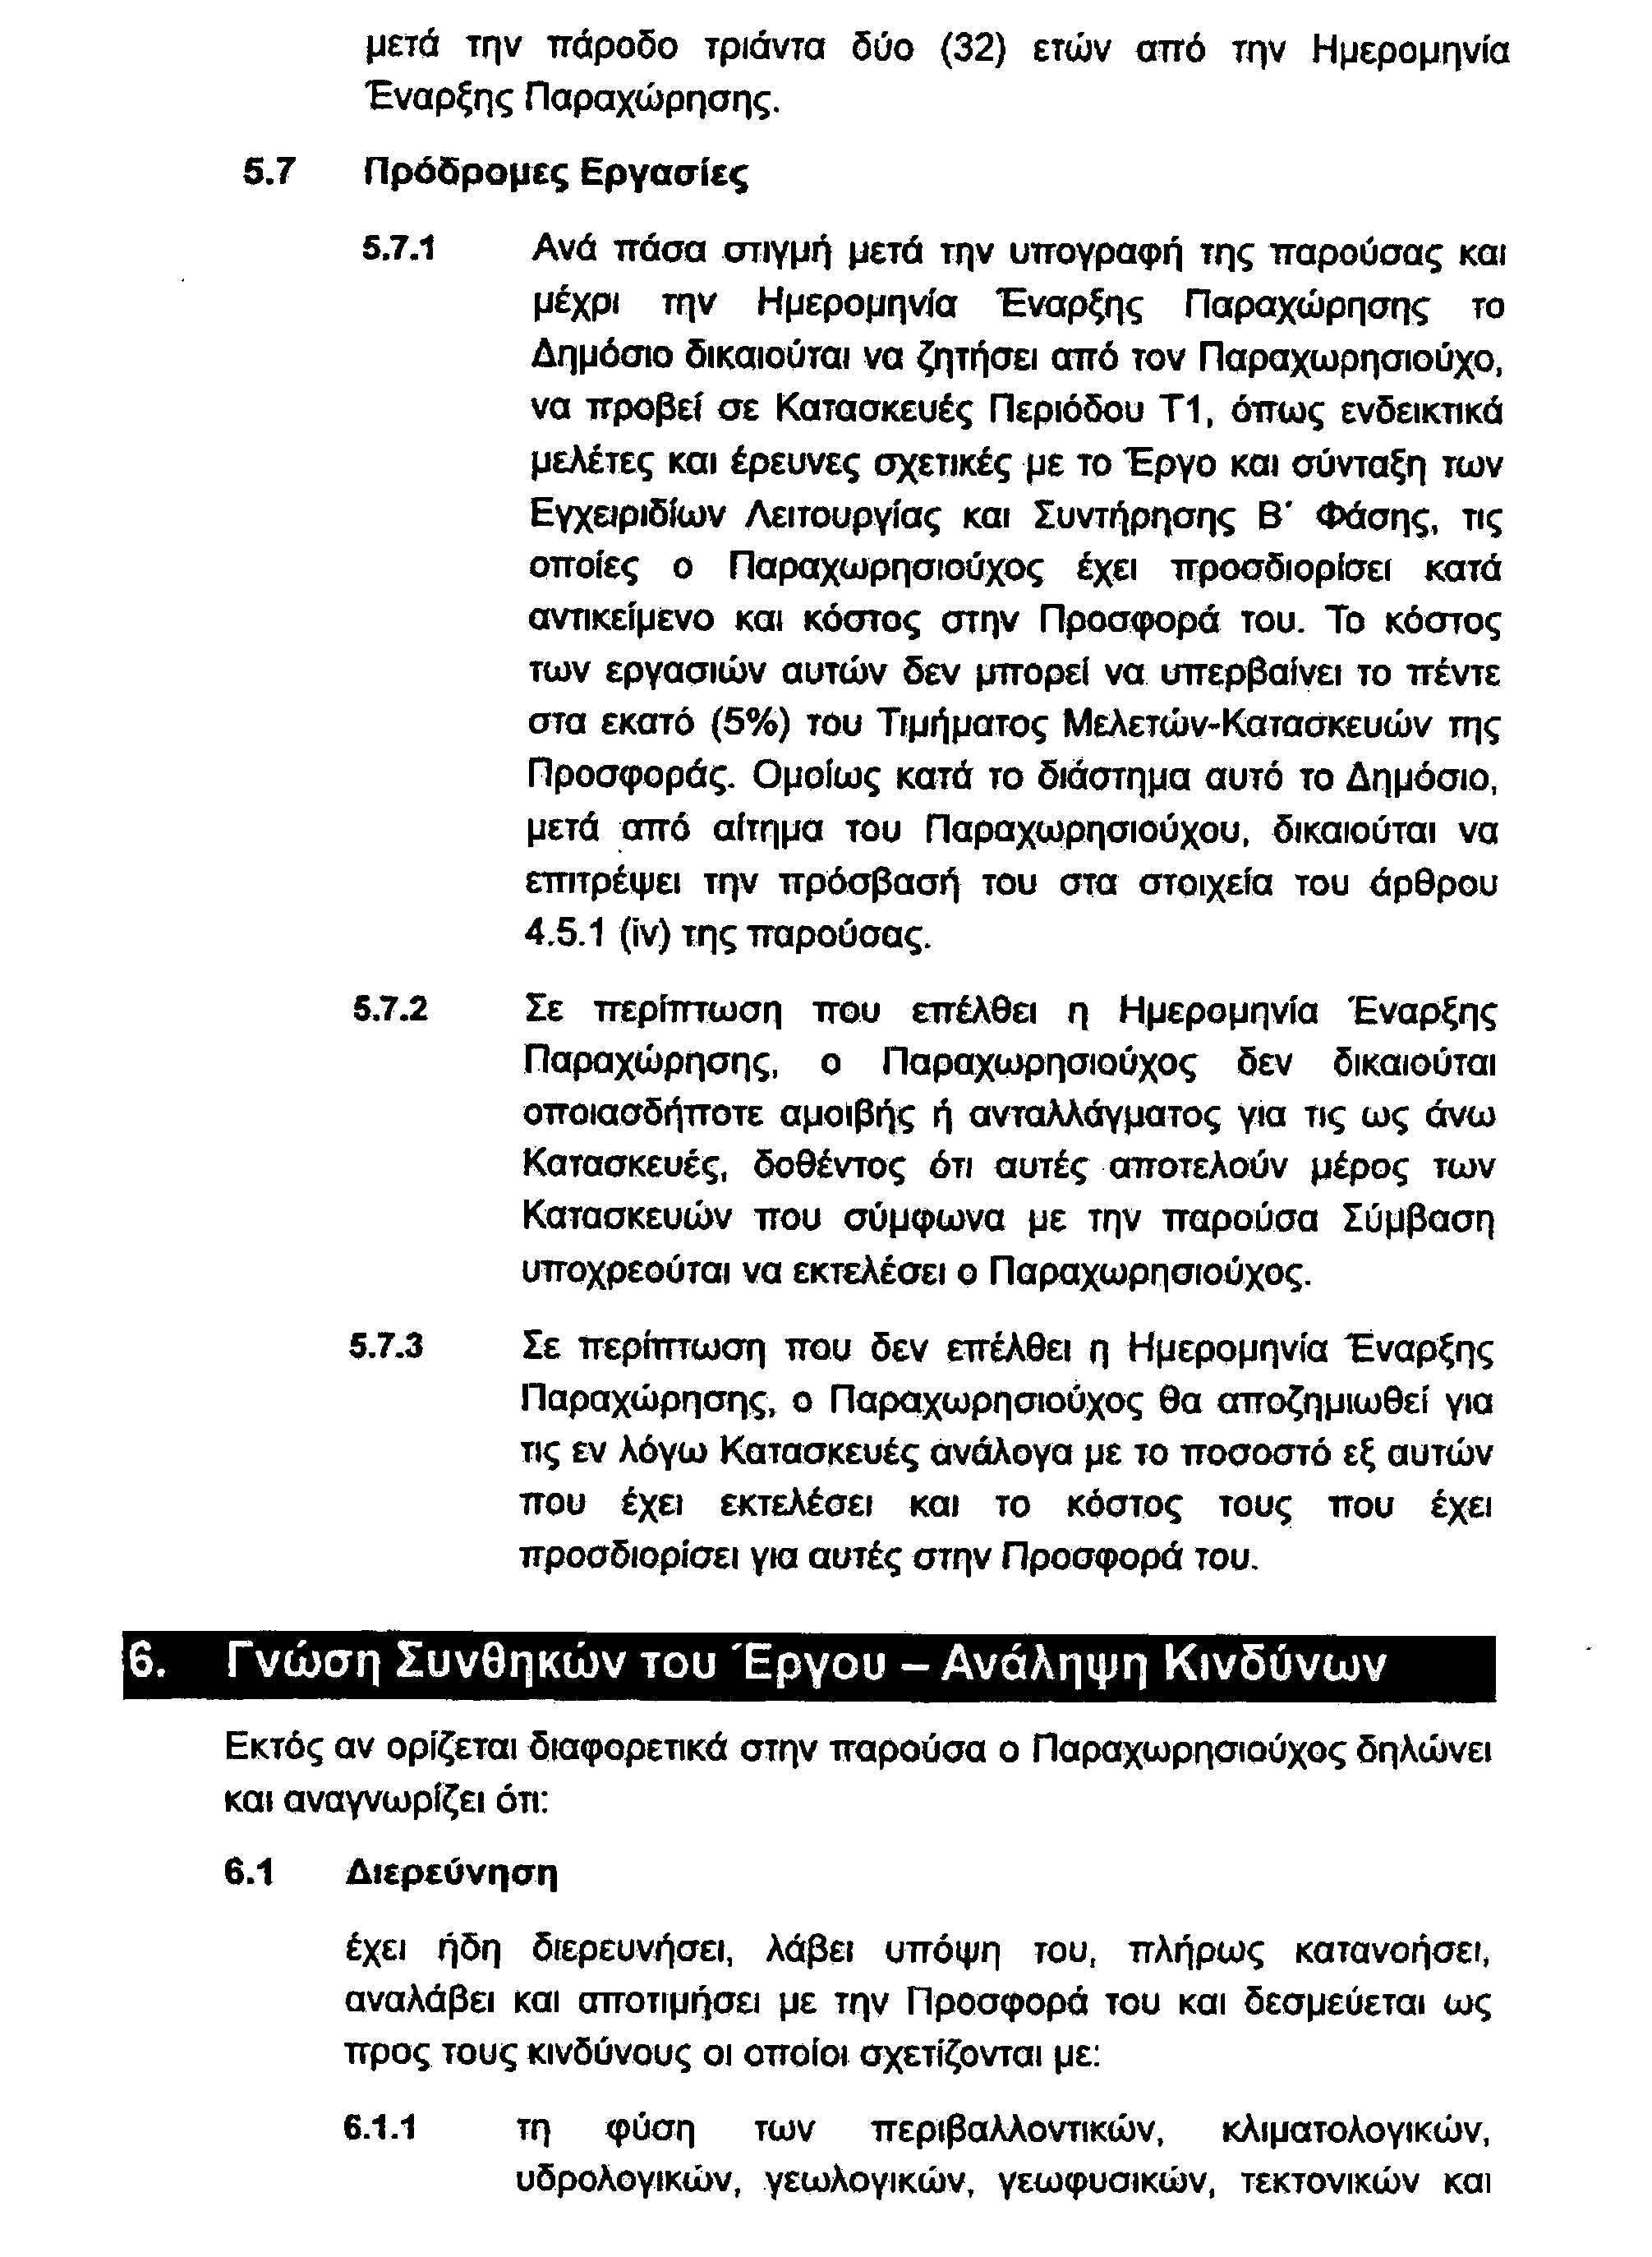 μετά την πάροδο τριάντα δύο (32) ετών από την Ημερομηνία
Έναρξης Παραχώρησης.
5.7 Πρόδρομες Εργασίες
5.7.1 Ανά πάσα στιγμή μετά την υπογραφή της παρούσας και
μέχρι την Ημερομηνία Έναρξης Παραχώρησης το
Δημόσιο δικαιούται να ζητήσει από τον Παραχωρησιούχο,
να προβεί σε Κατασκευές Περιόδου Τ1, όπως ενδεικτικά
μελέτες και έρευνες σχετικές με το Έργο και σύνταξη των
Εγχειριδίων Λειτουργίας και Συντήρησης Β΄ Φάσης, τις
οποίες ο Παραχωρησιούχος έχει προσδιορίσει κατά
αντικείμενο και κόστος στην Προσφορά του. Το κόστος
των εργασιών αυτών δεν μπορεί να υπερβαίνει το πέντε
στα εκατό (5%) του Τιμήματος Μελετών-Κατασκευών της
Προσφοράς. Ομοίως κατά το διάστημα αυτό το Δημόσιο,
μετά από αίτημα του Παραχωρησιούχου, δικαιούται να
επιτρέψει την πρόσβασή του στα στοιχεία του άρθρου
4.5.1 (iv) της παρούσας.
5.7.2 Σε περίπτωση που επέλθει η Ημερομηνία Έναρξης
Παραχώρησης, ο Παραχωρησιούχος δεν δικαιούται
οποιασδήποτε αμοιβής ή ανταλλάγματος για τις ως άνω
Κατασκευές, δοθέντος ότι αυτές αποτελούν μέρος των
Κατασκευών που σύμφωνα με την παρούσα Σύμβαση
υποχρεούται να εκτελέσει ο Παραχωρησιούχος.
5.7.3 Σε περίπτωση που δεν επέλθει η Ημερομηνία Έναρξης
Παραχώρησης, ο Παραχωρησιούχος θα αποζημιωθεί για
τις εν λόγω Κατασκευές ανάλογα με το ποσοστό εξ αυτών
που έχει εκτελέσει και το κόστος τους που έχει
προσδιορίσει για αυτές στην Προσφορά του.
6. Γνώση Συνθηκών του Έργου – Ανάληψη Κινδύνων
Εκτός αν ορίζεται διαφορετικά στην παρούσα ο Παραχωρησιούχος δηλώνει
και αναγνωρίζει ότι:
6.1 Διερεύνηση
έχει ήδη διερευνήσει, λάβει υπόψη του, πλήρως κατανοήσει,
αναλάβει και αποτιμήσει με την Προσφορά του και δεσμεύεται ως
προς τους κινδύνους οι οποίοι σχετίζονται με:
6.1.1 τη φύση των περιβαλλοντικών, κλιματολογικών,
υδρολογικών, γεωλογικών, γεωφυσικών, τεκτονικών και